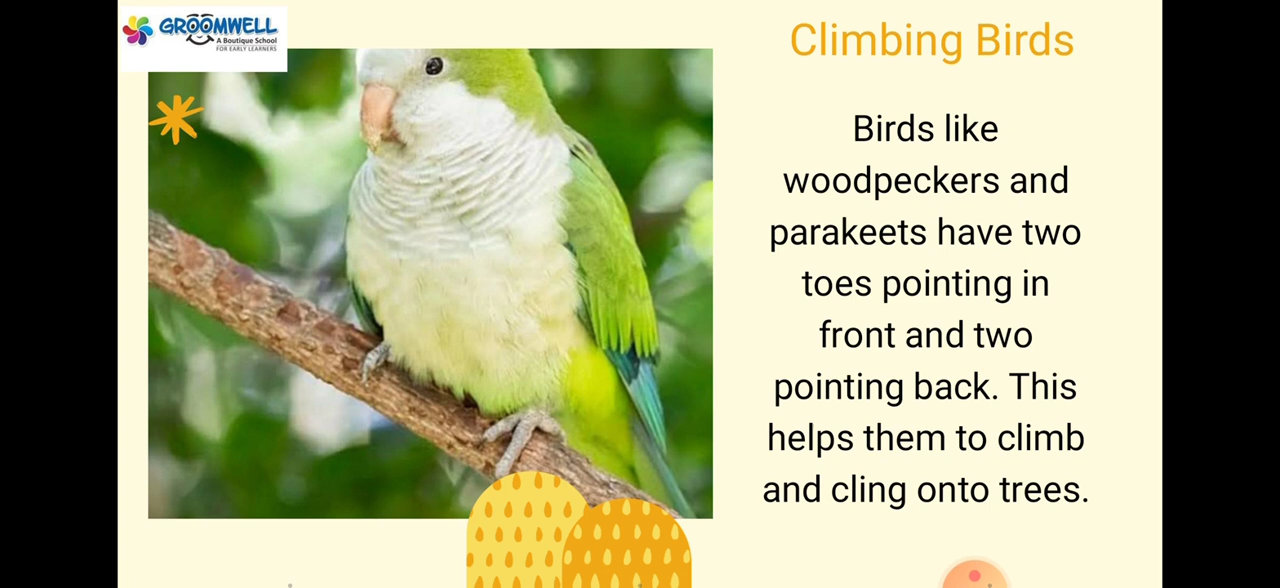 GROOMWELL
A Boutique School
FOR EARLY LEARNERS
Climbing Birds
Birds like
woodpeckers and
parakeets have two
toes pointing in
front and two
pointing back. This
helps them to climb
and cling onto trees.